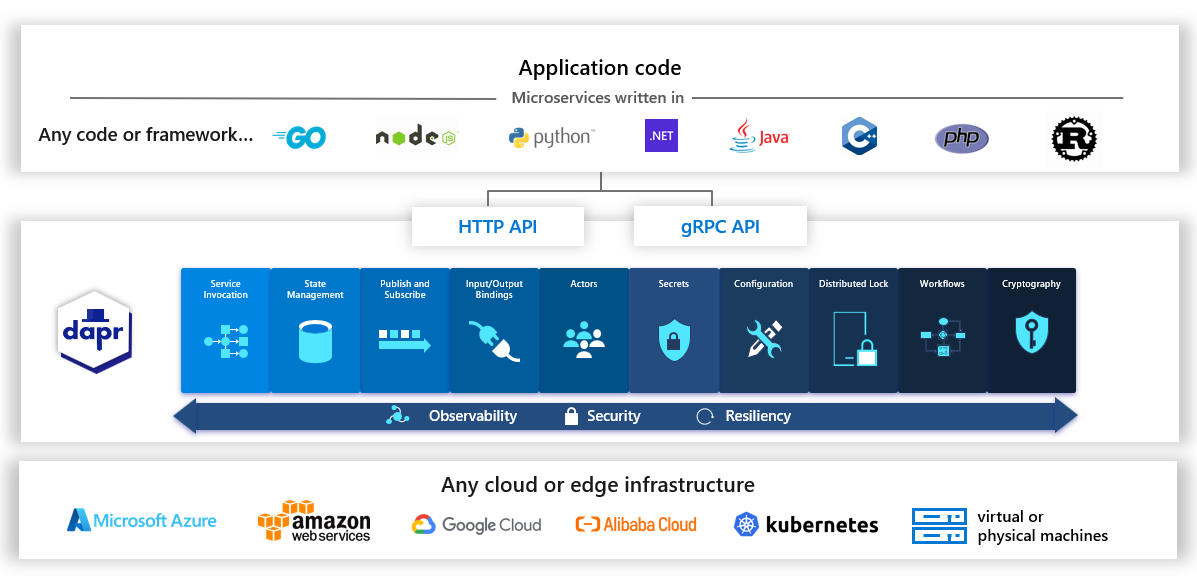 Application code
Microservices written in
Any code or framework...
GO
node JS
python™
.NET
Java
C++
php
R
HTTP API
gRPC API
dapr
Service
Invocation
State
Management
Publish and
Subscribe
Input/Output
Bindings
Actors
Secrets
Configuration
Distributed Lock
Workflows
Cryptography
Observability
Security
Resiliency
Any cloud or edge infrastructure
Microsoft Azure
amazon
web services
Google Cloud
Alibaba Cloud
kubernetes
virtual or
physical machines